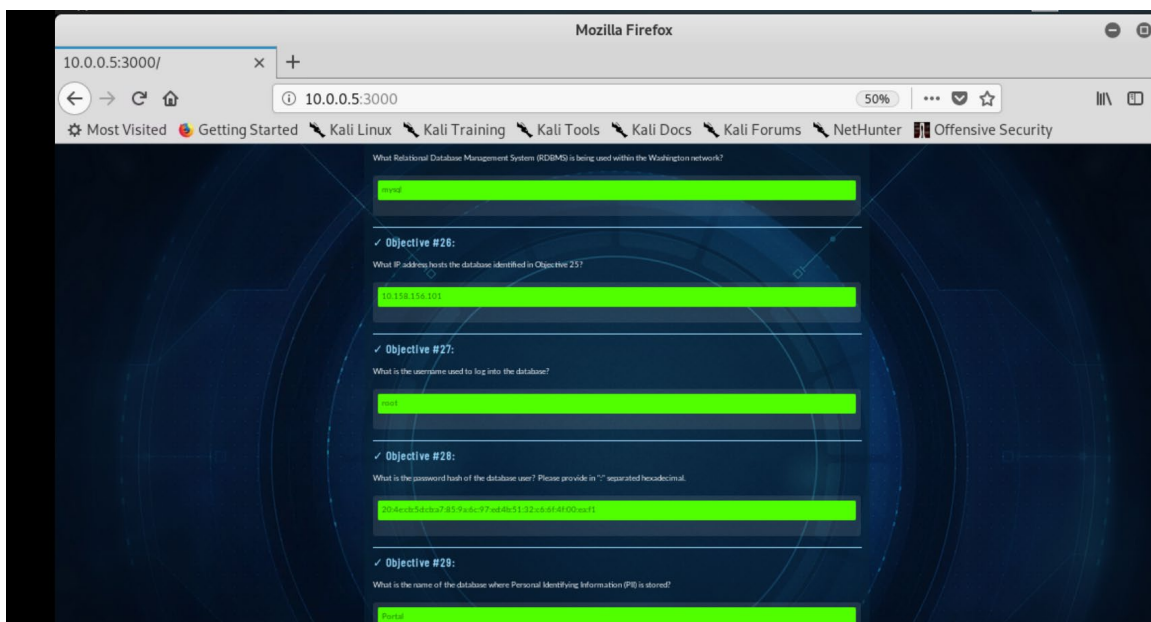 Mozilla Firefox
10.0.0.5:3000/
10.0.0.5:3000
50%
Most Visited Getting Started Kali Linux Kali Training Kali Tools Kali Docs Kali Forums NetHunter Offensive Security
What Relational Database Management System (RDBMS) is being used within the Washington network?
mysql
✓ Objective #26:
What IP address hosts the database identified in Objective 25?
10.158.156.101
✓ Objective #27:
What is the username used to log into the database?
root
✓ Objective #28:
What is the password hash of the database user? Please provide in ":" separated hexadecimal.
✓ Objective #29:
What is the name of the database where Personal Identifying Information (PII) is stored?
Portal